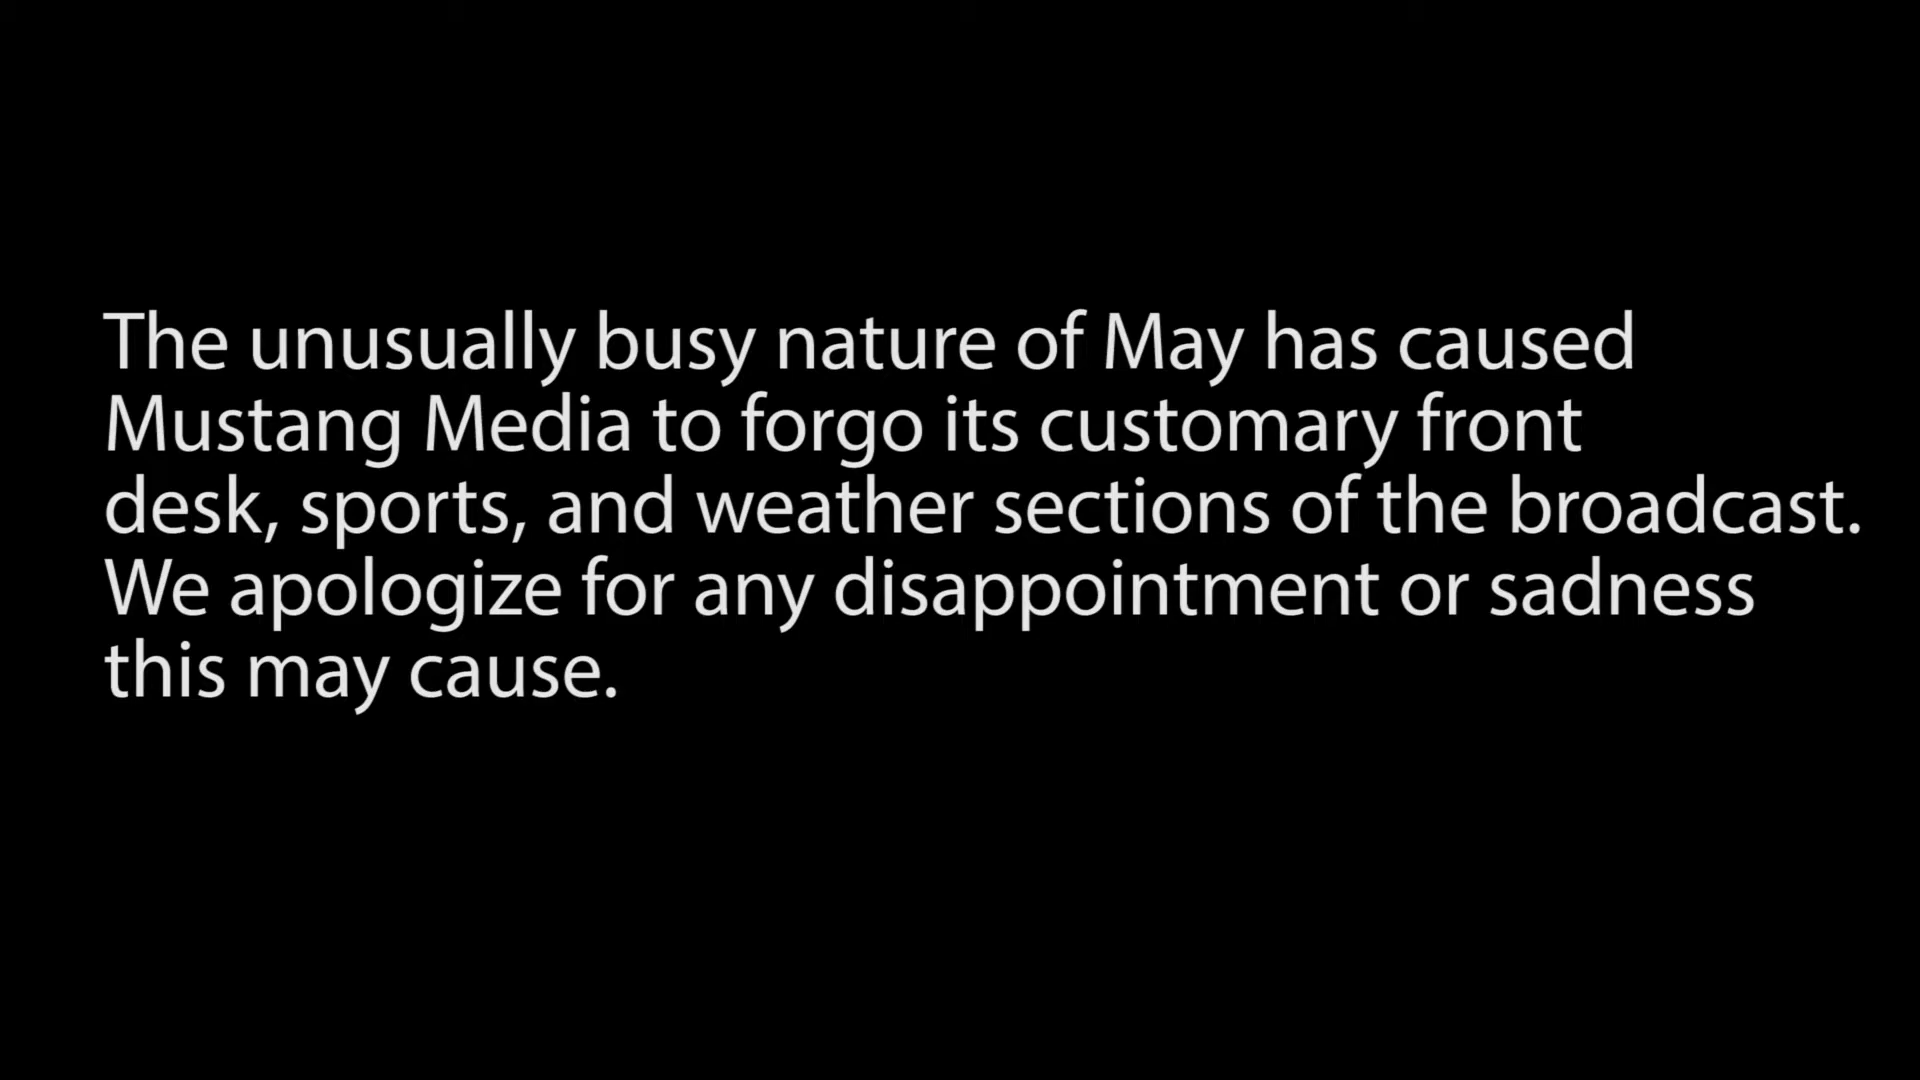 The unusually busy nature of May has caused
Mustang Media to forgo its customary front
desk, sports, and weather sections of the broadcast.
We apologize for any disappointment or sadness
this may cause.